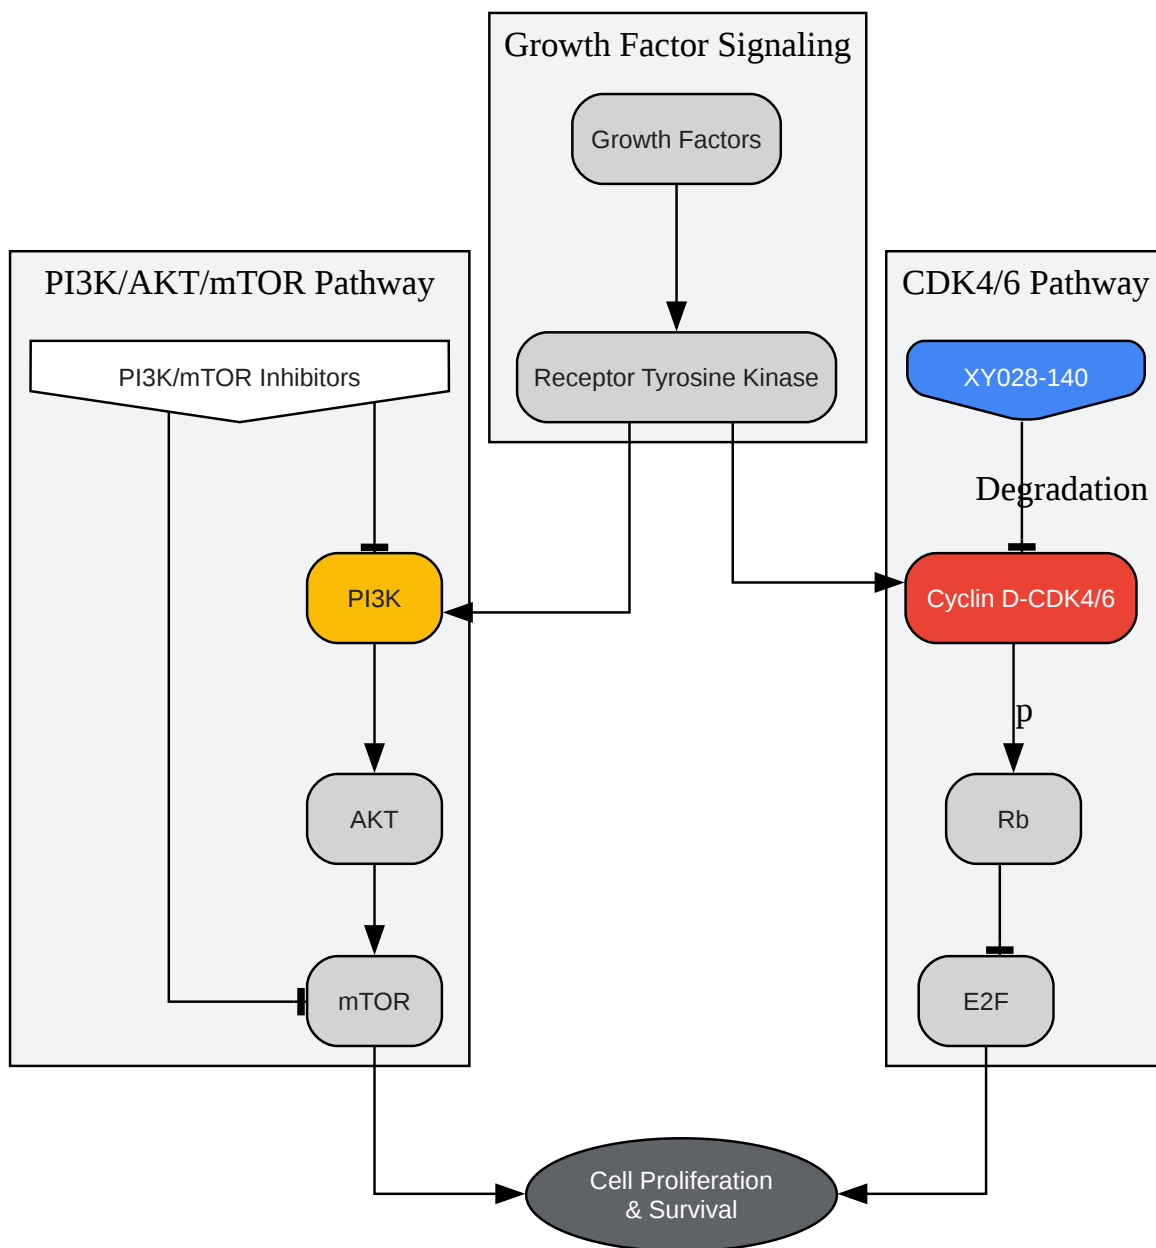 Growth Factor Signaling
Growth Factors
Receptor Tyrosine Kinase
PI3K/AKT/mTOR Pathway
PI3K/mTOR Inhibitors
PI3K
AKT
mTOR
CDK4/6 Pathway
XY028-140
Degradation
Cyclin D-CDK4/6
p
Rb
E2F
Cell Proliferation
& Survival